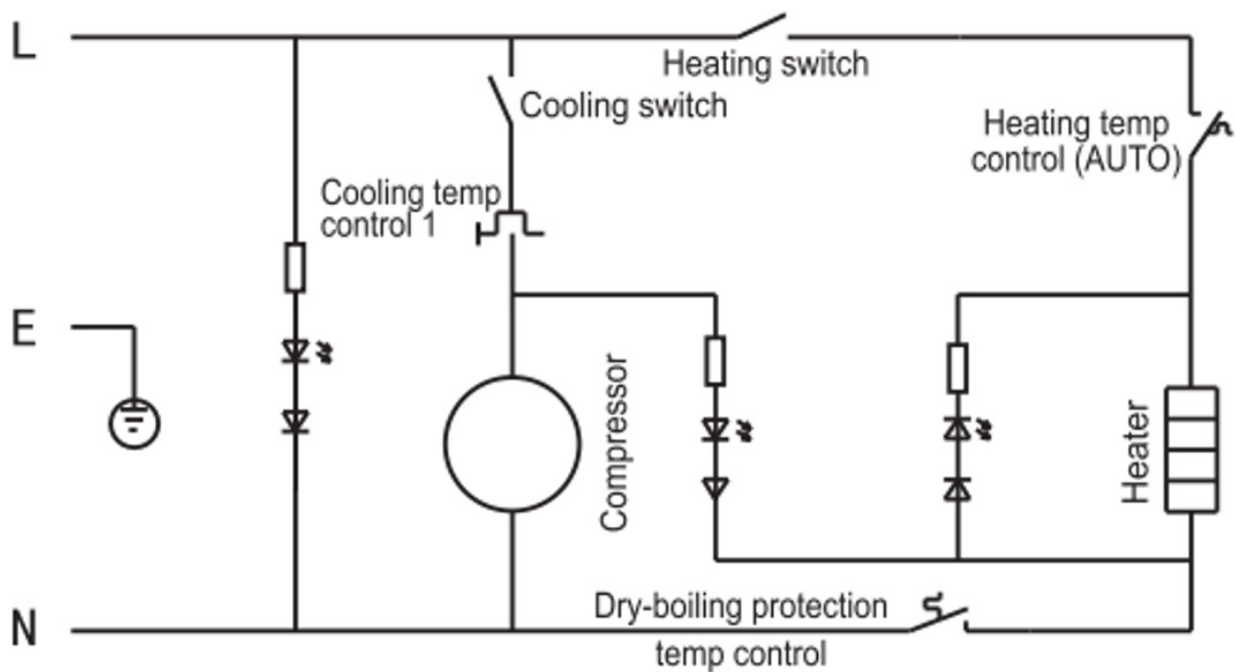 L
Heating switch
Cooling switch
Heating temp
control (AUTO)
Cooling temp
control 1
E
Compressor
Heater
Dry-boiling protection
N
temp control